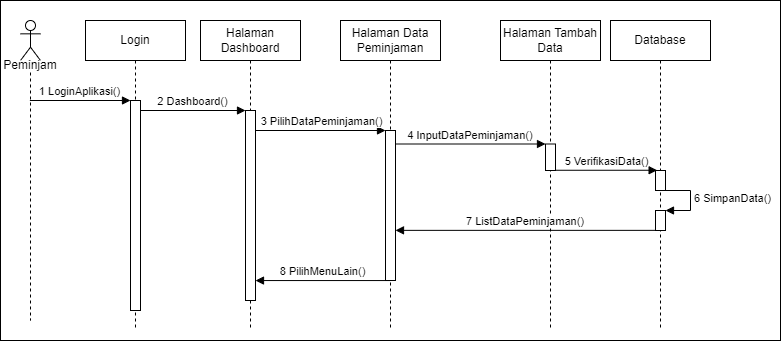 Peminjam
Login
Halaman
Dashboard
Halaman Data
Peminjaman
Halaman Tambah
Data
Database
1 LoginAplikasi()
2 Dashboard()
3 PilihDataPeminjaman()
4 InputDataPeminjaman()
5 VerifikasiData()
6 SimpanData()
7 ListDataPeminjaman()
8 PilihMenuLain()